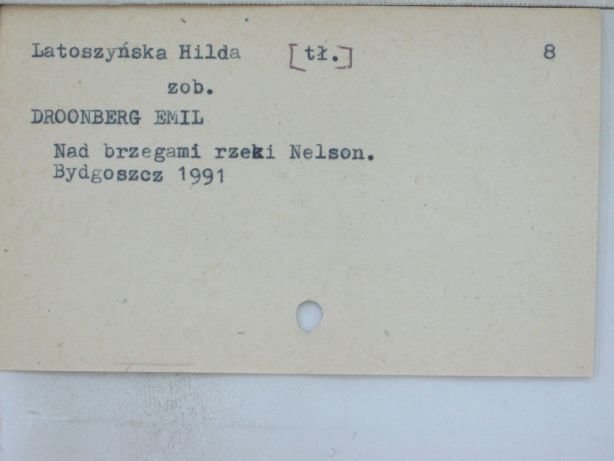 Latoszyńska Hilda [tł.] 8
zob.
DROONBERG EMIL
Nad brzegami rzeki Nelson.
Bydgoszcz 1991